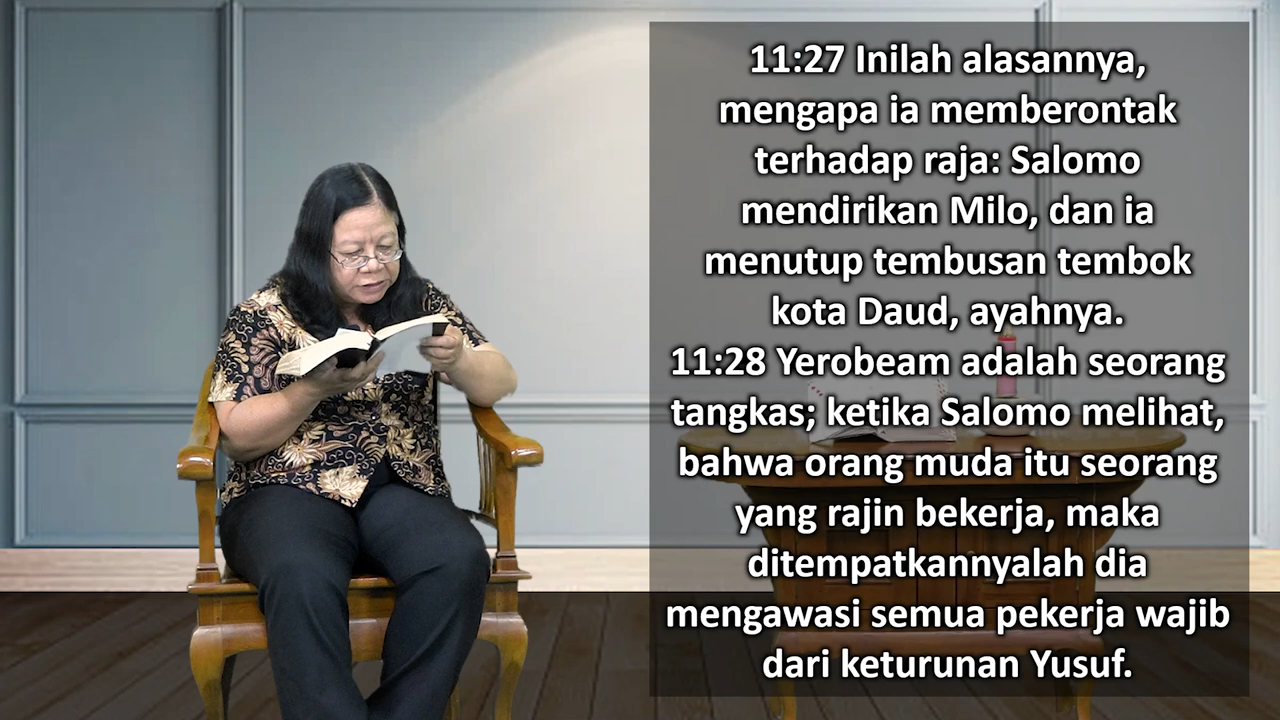 11:27 Inilah alasannya,
mengapa ia memberontak
terhadap raja: Salomo
mendirikan Milo, dan ia
menutup tembusan tembok
kota Daud, ayahnya.
11:28 Yerobeam adalah seorang
tangkas; ketika Salomo melihat,
bahwa orang muda itu seorang
yang rajin bekerja, maka
ditempatkannyalah dia
mengawasi semua pekerja wajib
dari keturunan Yusuf.